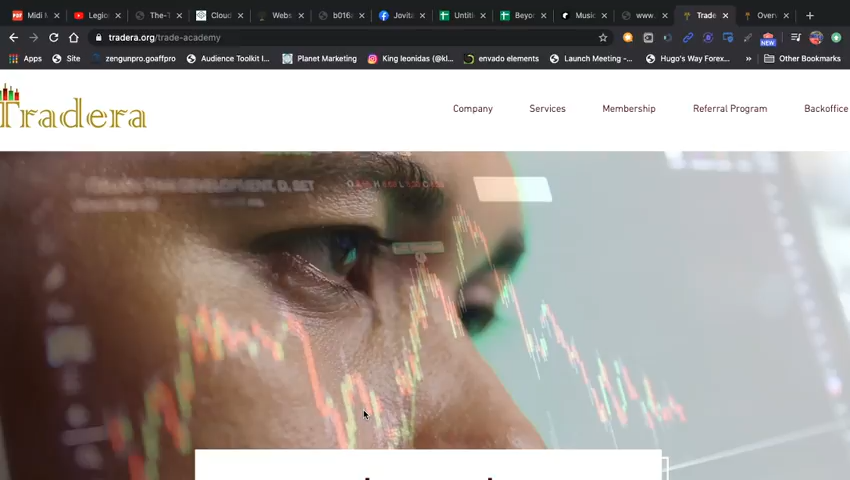 Midi M
Legio
The-T
Cloud
Webs
b016a
Jovita
Untitl
Beyo
Music
www.
Trade
Overv
tradera.org/trade-academy
NEW
Apps
Site
zengunpro.goaffpro
Audience Toolkit I...
Planet Marketing
King leonidas (@kl...
envado elements
Launch Meeting -...
Hugo's Way Forex...
»
Other Bookmarks
Tradera
Company
Services
Membership
Referral Program
Backoffice